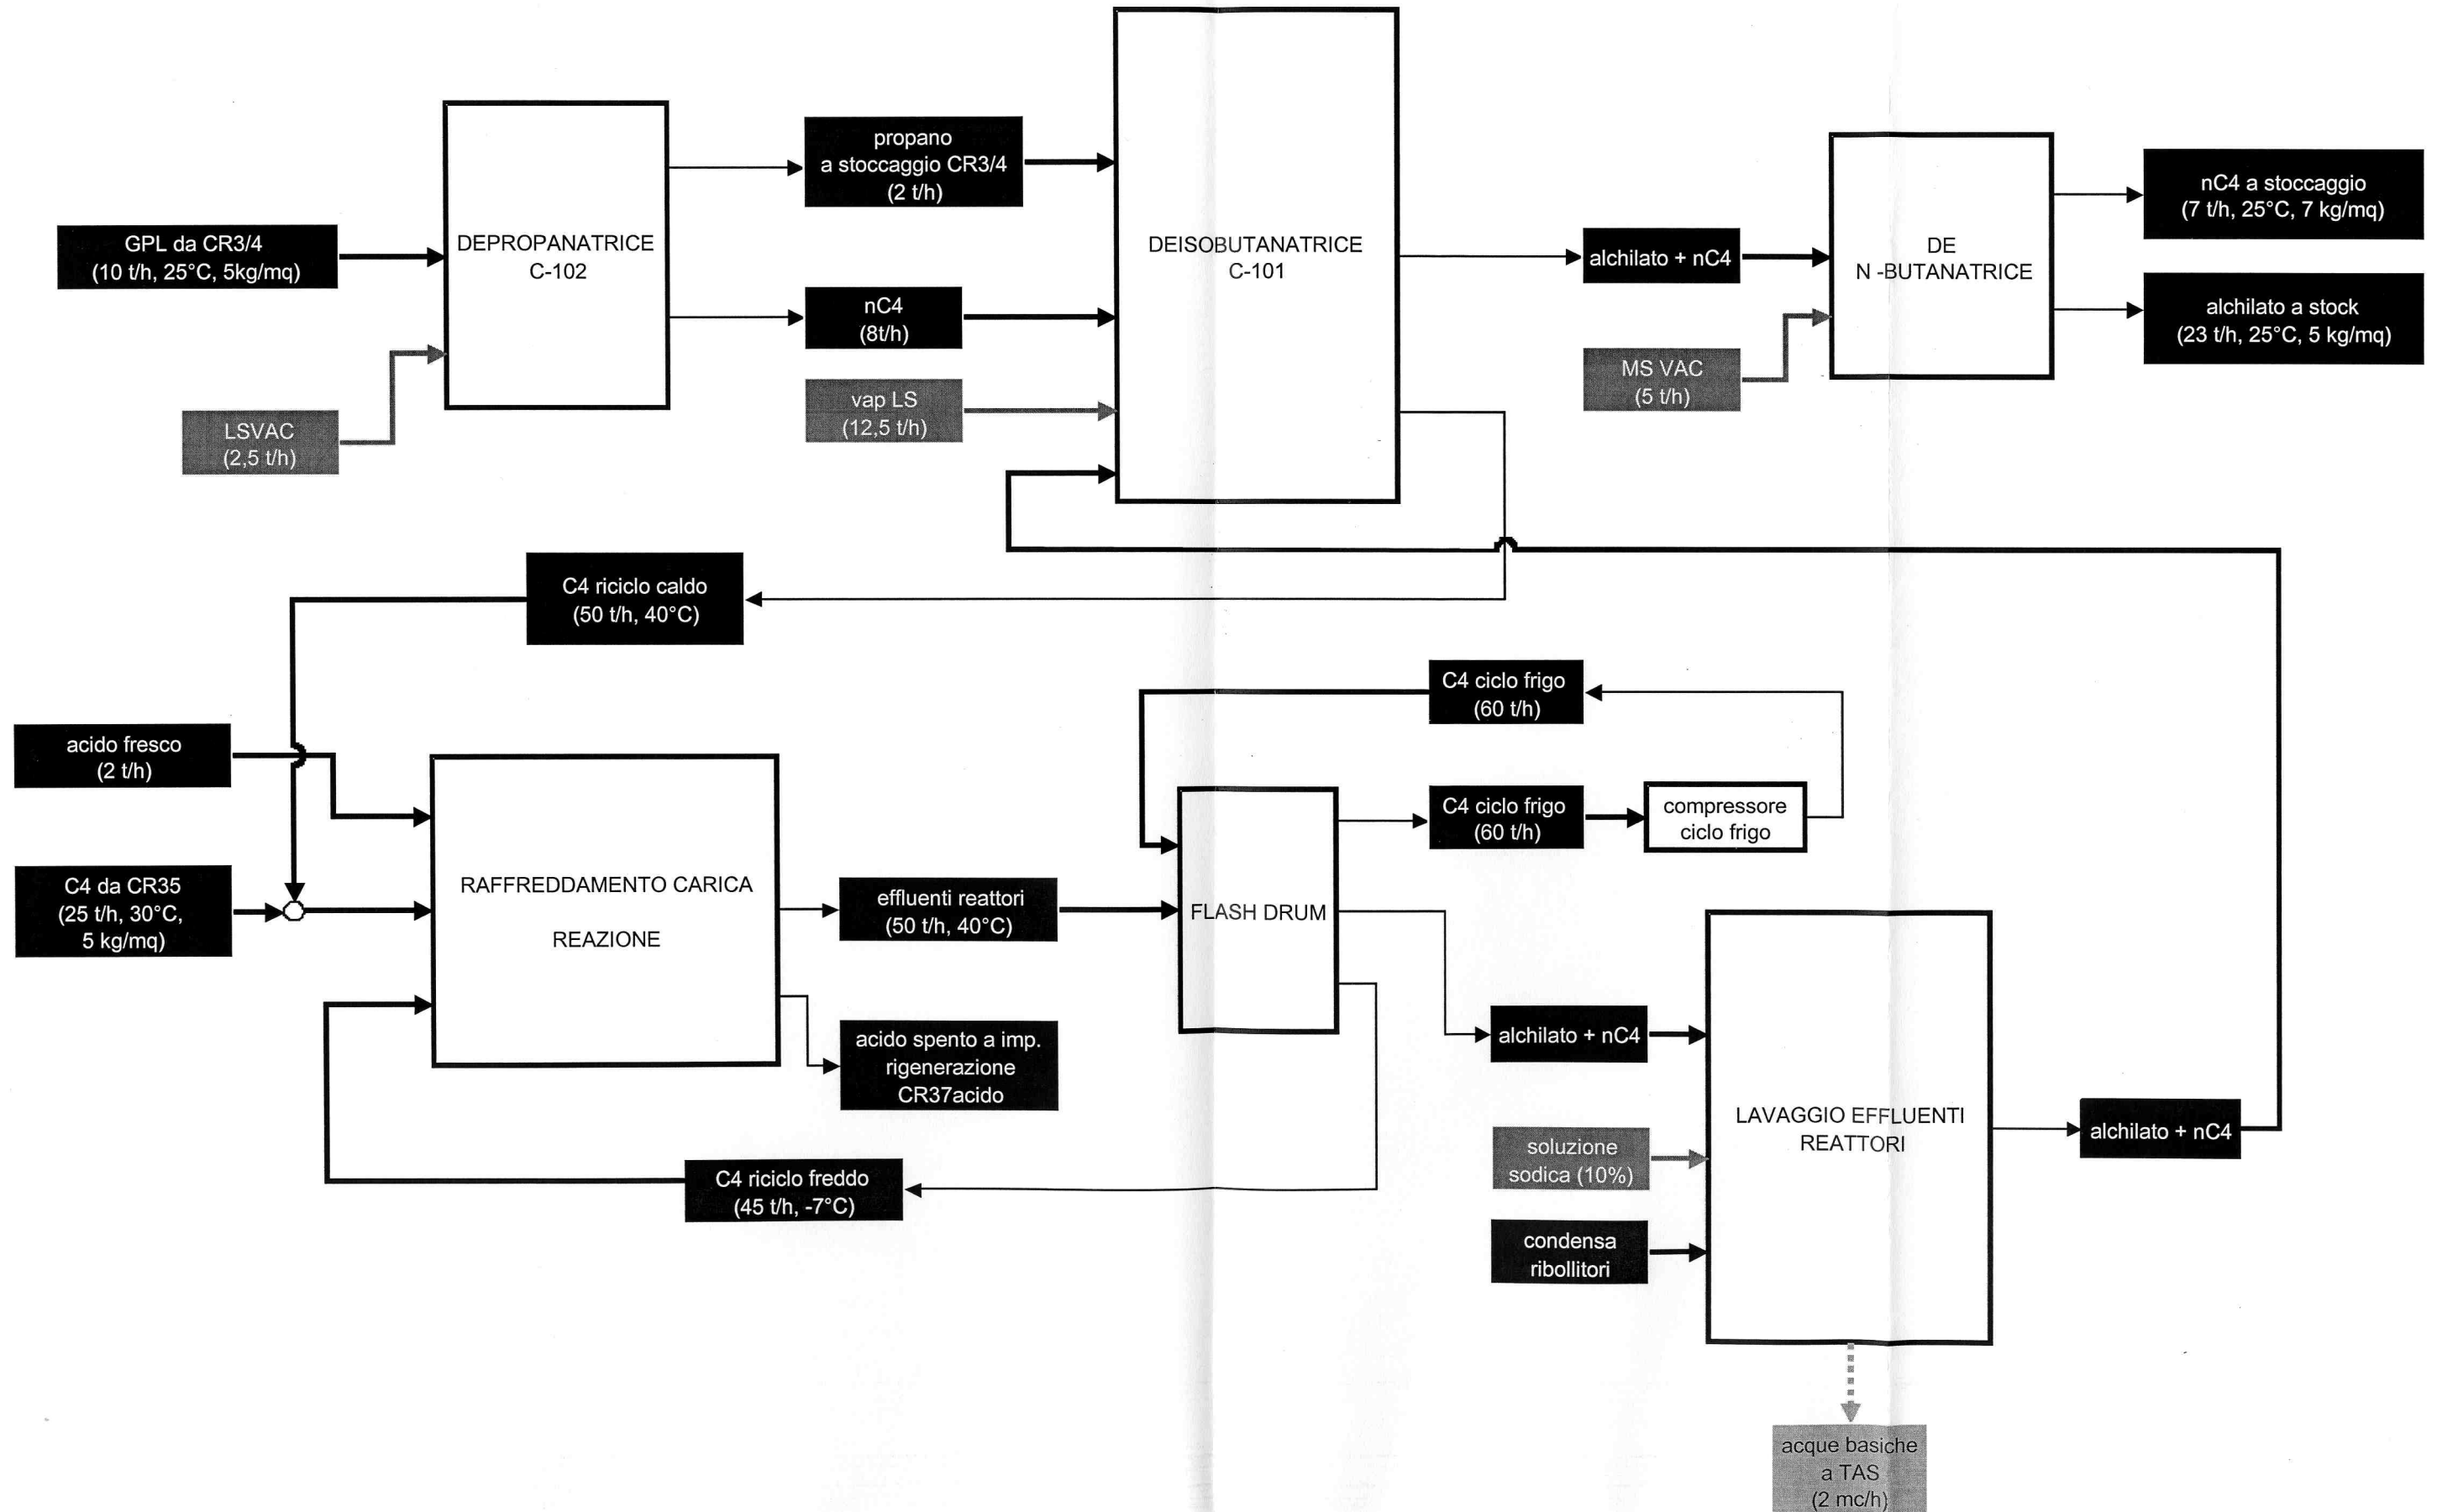 GPL da CR3/4
(10 t/h, 25°C, 5kg/mq)
LSVAC
(2,5 t/h)
DEPROPANATRICE
C-102
propano
a stoccaggio CR3/4
(2 t/h)
nC4
(8t/h)
vap LS
(12,5 t/h)
DEISOBUTANATRICE
C-101
alchilato + nC4
MS VAC
(5 t/h)
DE
N -BUTANATRICE
nC4 a stoccaggio
(7 t/h, 25°C, 7 kg/mq)
alchilato a stock
(23 t/h, 25°C, 5 kg/mq)
C4 riciclo caldo
(50 t/h, 40°C)
acido fresco
(2 t/h)
C4 da CR35
(25 t/h, 30°C,
5 kg/mq)
RAFFREDDAMENTO CARICA
REAZIONE
effluenti reattori
(50 t/h, 40°C)
acido spento a imp.
rigenerazione
CR37acido
C4 riciclo freddo
(45 t/h, -7°C)
FLASH DRUM
C4 ciclo frigo
(60 t/h)
C4 ciclo frigo
(60 t/h)
compressore
ciclo frigo
alchilato + nC4
soluzione
sodica (10%)
condensa
ribollitori
LAVAGGIO EFFLUENTI
REATTORI
alchilato + nC4
acque basiche
a TAS
(2 mc/h)